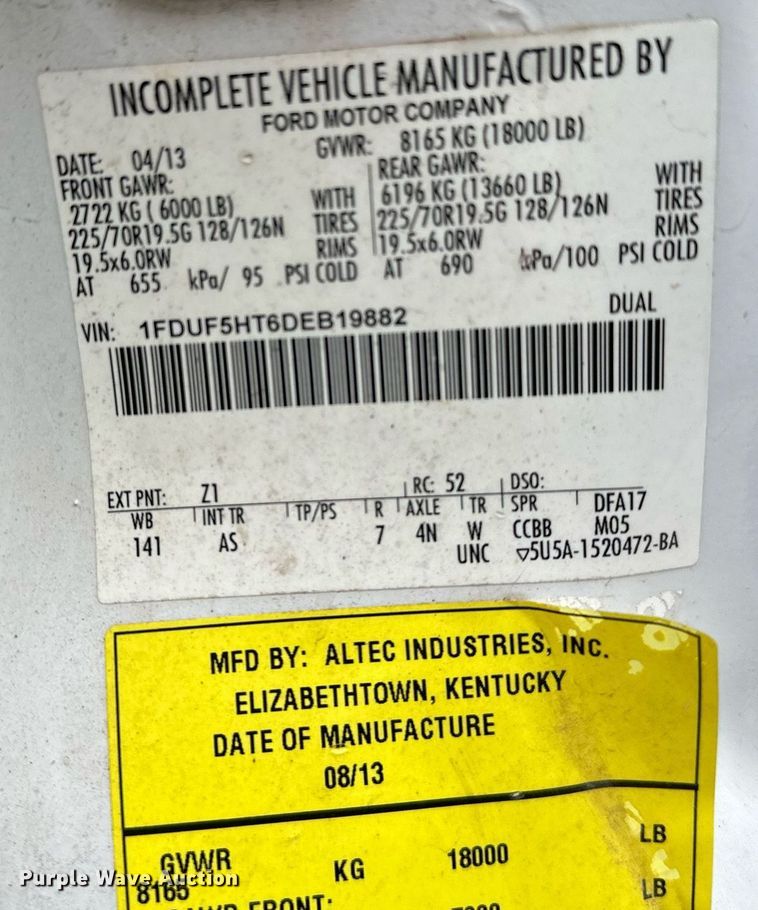 INCOMPLETE VEHICLE MANUFACTURED BY
FORD MOTOR COMPANY
DATE: 04/13 GVWR: 8165 KG (18000 LB)
FRONT GAWR: REAR GAWR:
2722 KG ( 6000 LB) WITH 6196 KG (13660 LB) WITH
225/70R19.5G 128/126N TIRES 225/70R19.5G 128/126N TIRES
19.5x6.0RW RIMS 19.5x6.0RW RIMS
AT 655 kPa/ 95 PSI COLD AT 690 kPa/100 PSI COLD
DUAL
VIN: 1FDUF5HT6DEB19882
EXT PNT: Z1 RC: 52 DSO:
WB INT TR TP/PS R AXLE TR SPR DFA17
141 AS 7 4N W CCBB M05
UNC ▽5U5A-1520472-BA
MFD BY: ALTEC INDUSTRIES, INC.
ELIZABETHTOWN, KENTUCKY
DATE OF MANUFACTURE
08/13
GVWR LB
8165 KG 18000
GAWR FRONT: LB
Purple Wave Auction